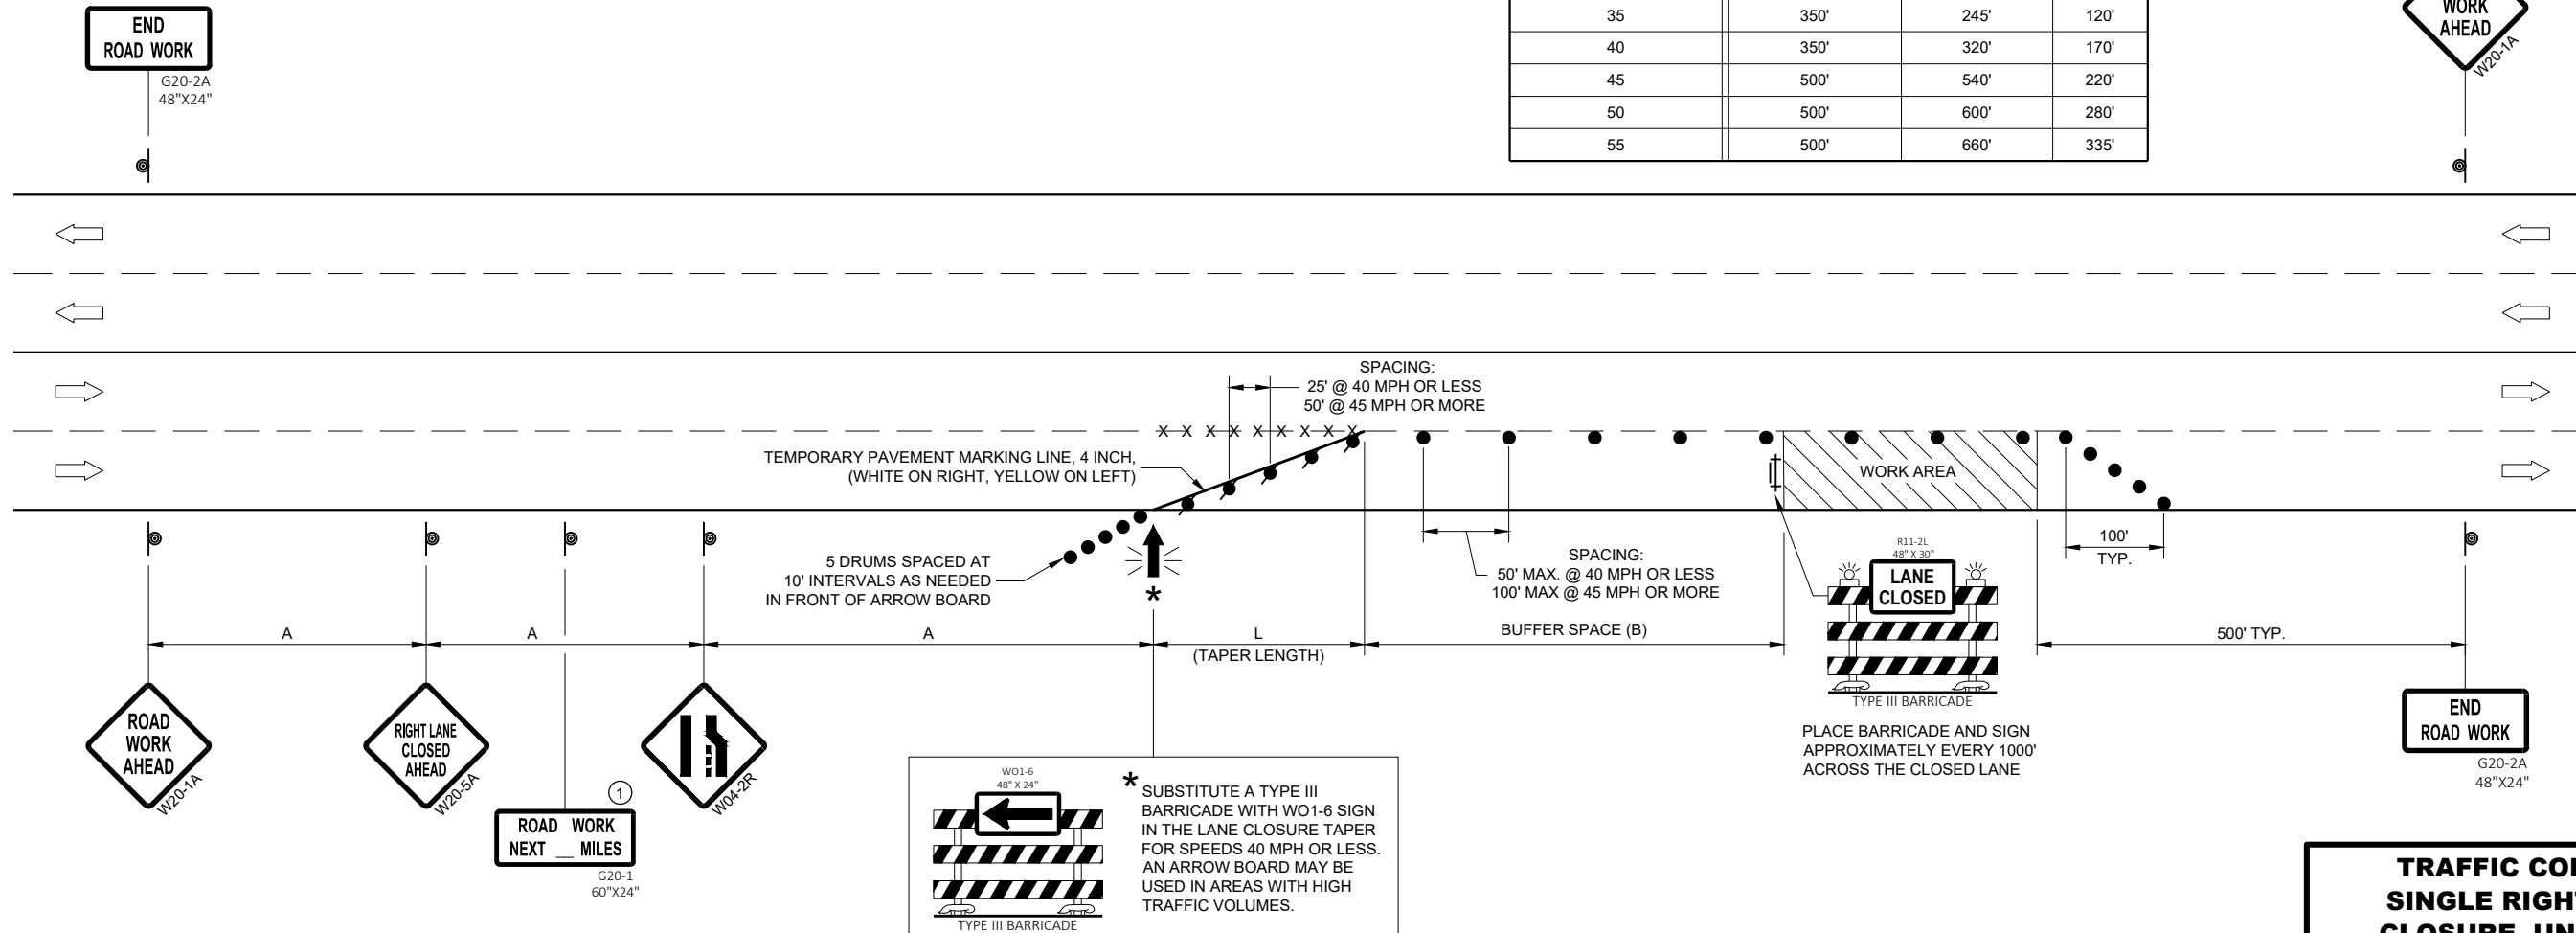 END
ROAD WORK
G20-2A
48"X24"
35 350' 245' 120'
40 350' 320' 170'
45 500' 540' 220'
50 500' 600' 280'
55 500' 660' 335'
WORK
AHEAD
W20-1A
SPACING:
25' @ 40 MPH OR LESS
50' @ 45 MPH OR MORE
X X X X X X X X X
TEMPORARY PAVEMENT MARKING LINE, 4 INCH,
(WHITE ON RIGHT, YELLOW ON LEFT)
WORK AREA
5 DRUMS SPACED AT
10' INTERVALS AS NEEDED
IN FRONT OF ARROW BOARD
*
SPACING:
50' MAX. @ 40 MPH OR LESS
100' MAX @ 45 MPH OR MORE
R11-2L
48" X 30"
LANE
CLOSED
TYPE III BARRICADE
100'
TYP.
A
A
A
L
(TAPER LENGTH)
BUFFER SPACE (B)
500' TYP.
PLACE BARRICADE AND SIGN
APPROXIMATELY EVERY 1000'
ACROSS THE CLOSED LANE
ROAD
WORK
AHEAD
W20-1A
RIGHT LANE
CLOSED
AHEAD
W20-5A
1
ROAD WORK
NEXT __ MILES
G20-1
60"X24"
W04-2R
WO1-6
48" X 24"
TYPE III BARRICADE
* SUBSTITUTE A TYPE III
BARRICADE WITH WO1-6 SIGN
IN THE LANE CLOSURE TAPER
FOR SPEEDS 40 MPH OR LESS.
AN ARROW BOARD MAY BE
USED IN AREAS WITH HIGH
TRAFFIC VOLUMES.
END
ROAD WORK
G20-2A
48"X24"
TRAFFIC CO
SINGLE RIGH
CLOSURE, UN